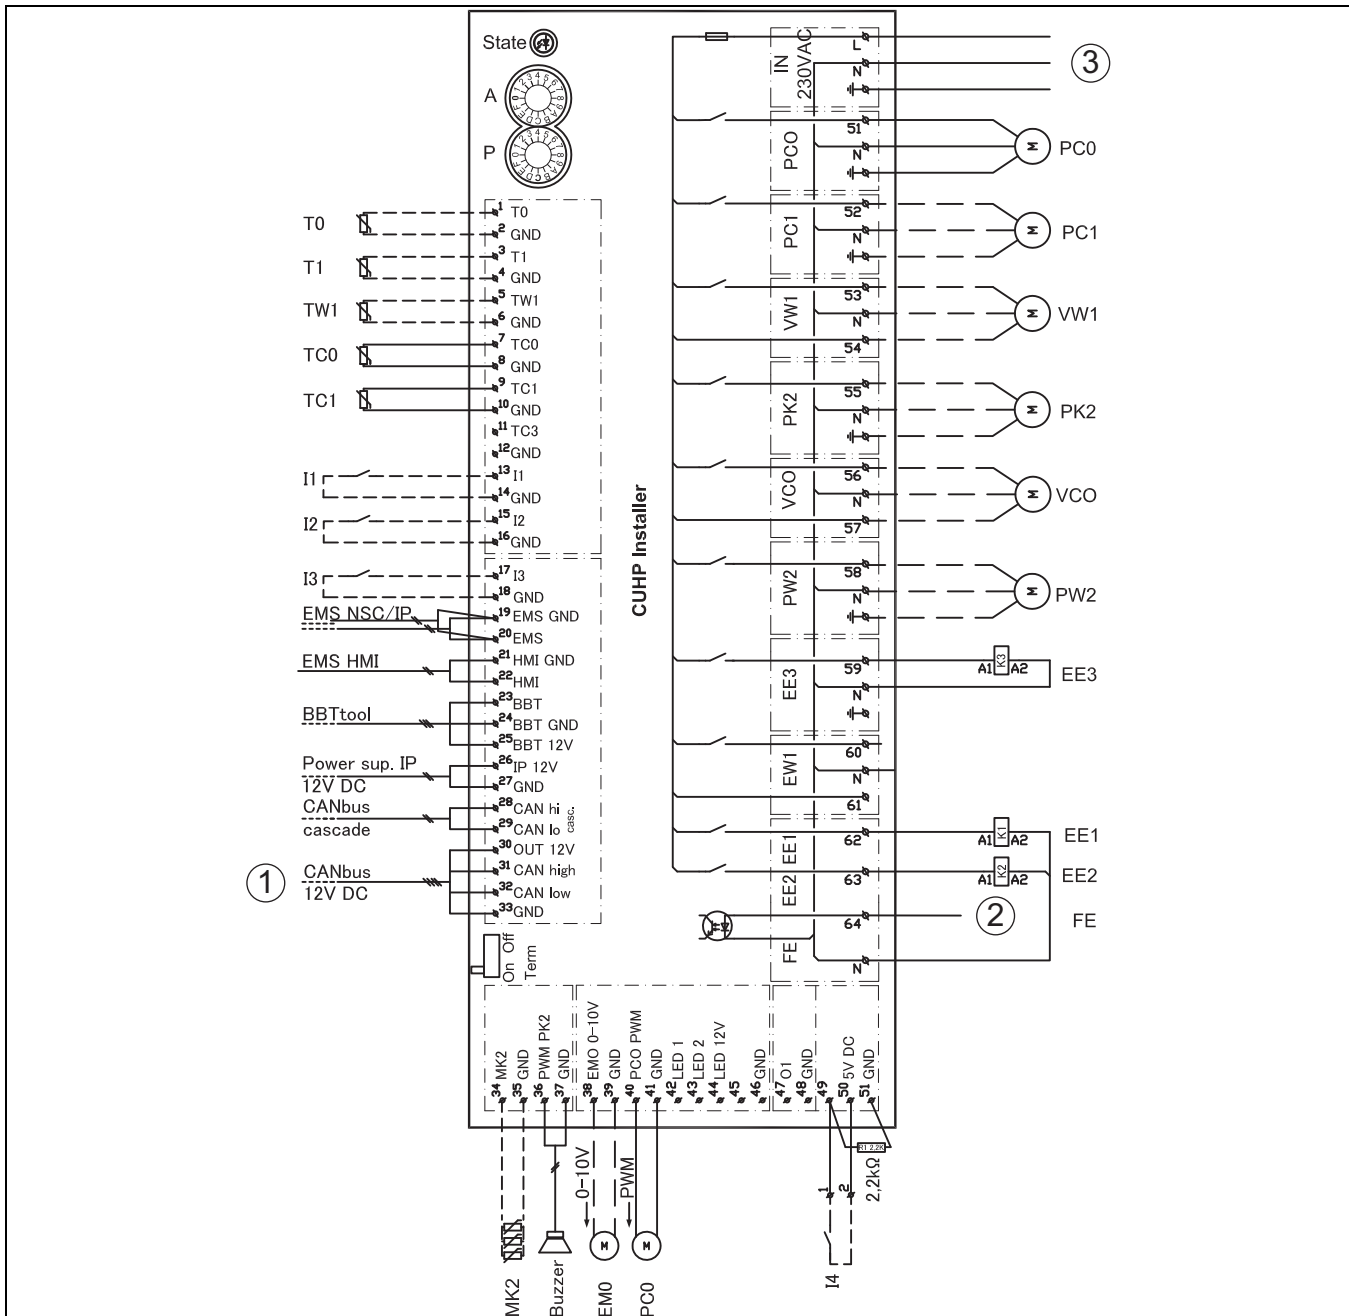 State
A
0123456789ABCDEF
P
0123456789ABCDEF
T0
1 T0
2 GND
T1
3 T1
4 GND
TW1
5 TW1
6 GND
TC0
7 TC0
8 GND
TC1
9 TC1
10 GND
11 TC3
12 GND
I1
13 I1
14 GND
I2
15 I2
16 GND
I3
17 I3
18 GND
EMS NSC/IP
19 EMS GND
20 EMS
EMS HMI
21 HMI GND
22 HMI
BBTtool
23 BBT
24 BBT GND
25 BBT 12V
Power sup. IP
12V DC
26 IP 12V
27 GND
CANbus
cascade
28 CAN hi
29 CAN lo
casc.
1
CANbus
12V DC
30 OUT 12V
31 CAN high
32 CAN low
33 GND
On Off
Term
CUHP Installer
IN
230VAC
L
N
3
PCO
51
N
M
PC0
PC1
52
N
M
PC1
VW1
53
N
54
M
VW1
PK2
55
N
M
PK2
VCO
56
N
57
M
VCO
PW2
58
N
M
PW2
EE3
59
N
A1 K3 A2
EE3
EW1
60
N
61
EE1
62
A1 K1 A2
EE1
EE2
63
A1 K2 A2
EE2
FE
64
N
2
FE
34 MK2
35 GND
36 PWM PK2
37 GND
38 EMO 0-10V
39 GND
40 PCO PWM
41 GND
42 LED 1
43 LED 2
44 LED 12V
45
46 GND
47 O1
48 GND
49
50 5V DC
51 GND
R1 2,2K
2,2kΩ
0-10V
PWM
1
2
M
M
MK2
Buzzer
EM0
PC0
I4